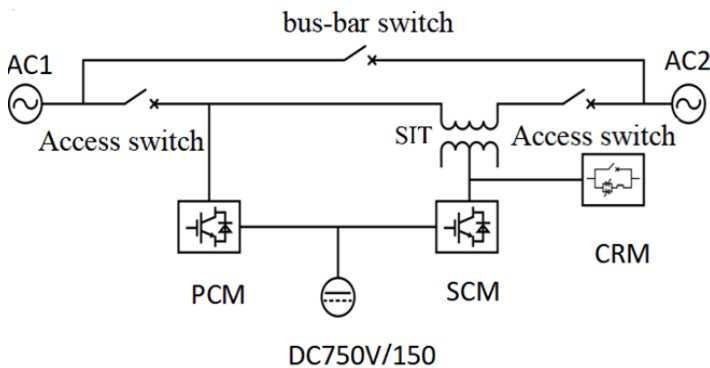 bus-bar switch
AC1
AC2
Access switch
SIT
Access switch
PCM
SCM
CRM
DC750V/150